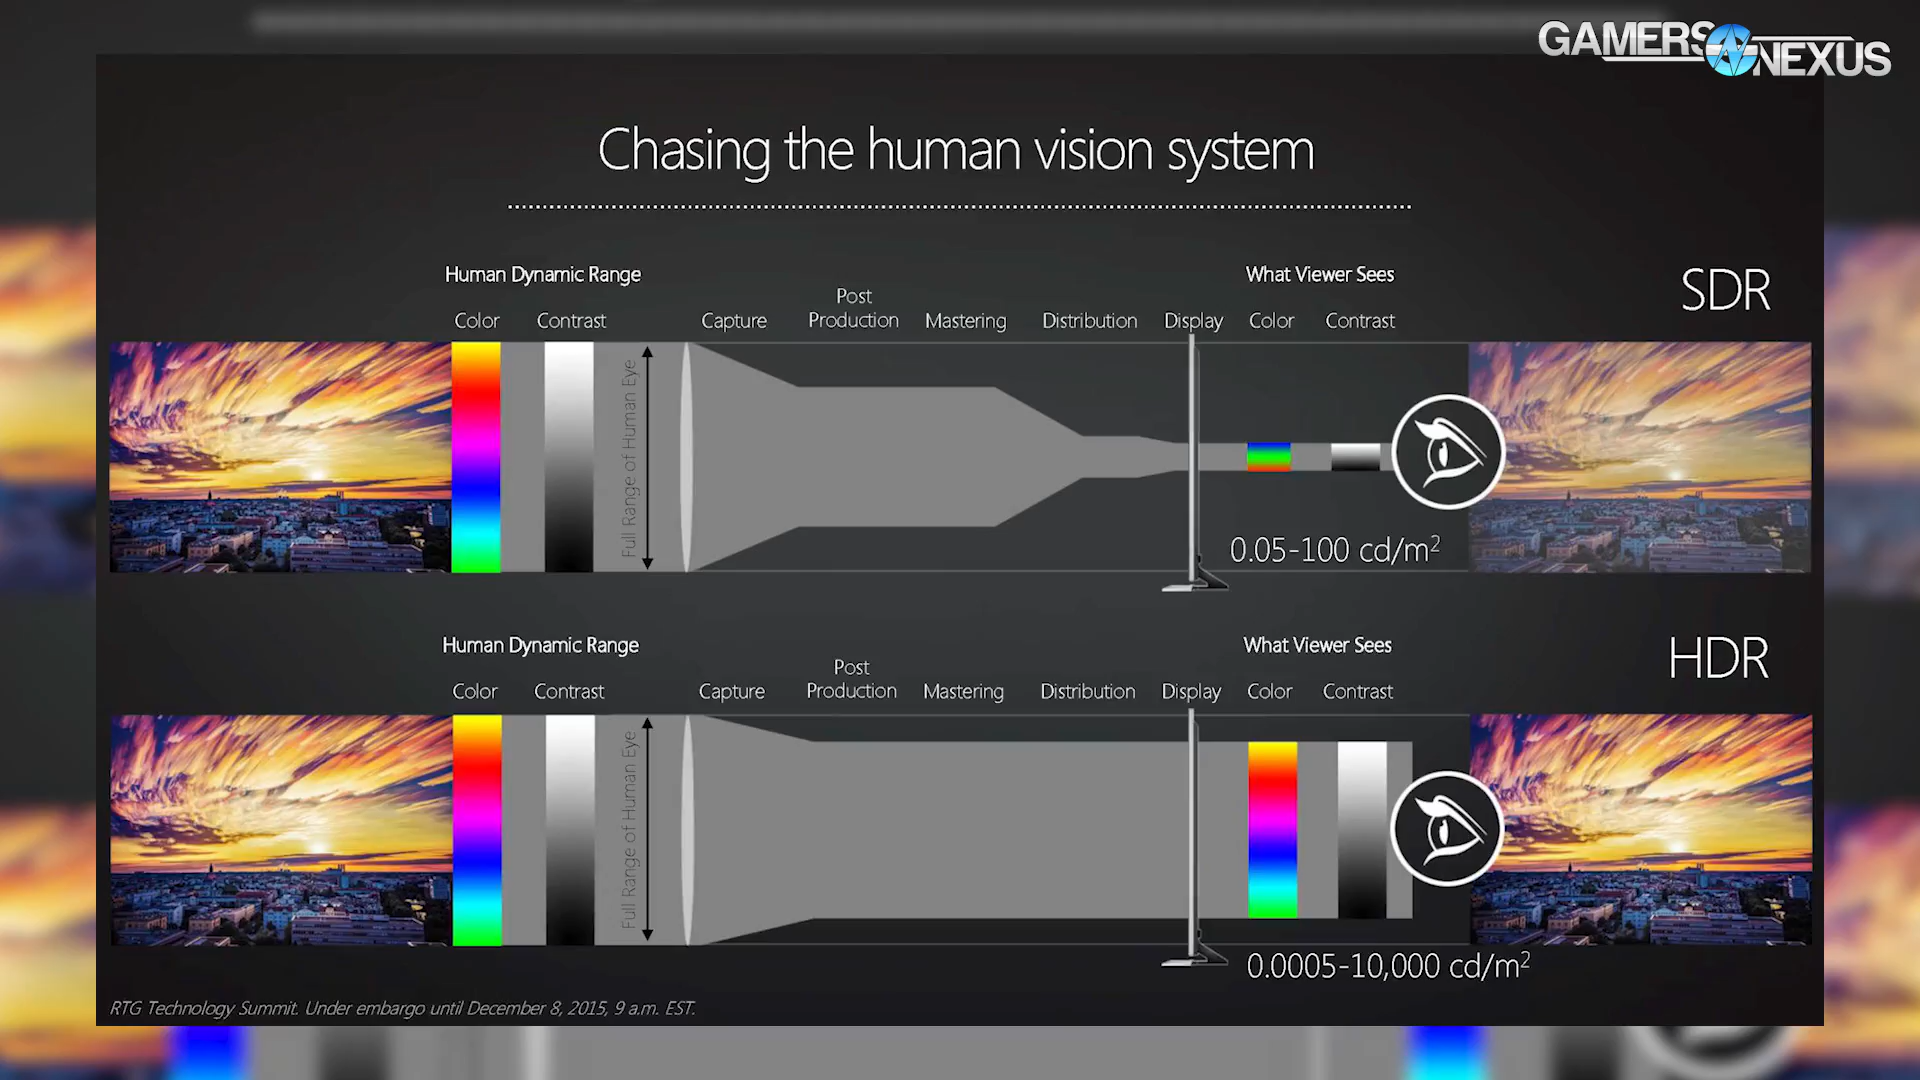 GAMERS NEXUS
Chasing the human vision system
Human Dynamic Range
What Viewer Sees
SDR
Color
Contrast
Capture
Post
Production
Mastering
Distribution
Display
Color
Contrast
Full Range of Human Eye
0.05-100 cd/m²
Human Dynamic Range
What Viewer Sees
HDR
Color
Contrast
Capture
Post
Production
Mastering
Distribution
Display
Color
Contrast
Full Range of Human Eye
0.0005-10,000 cd/m²
RTG Technology Summit. Under embargo until December 8, 2015, 9 a.m. EST.